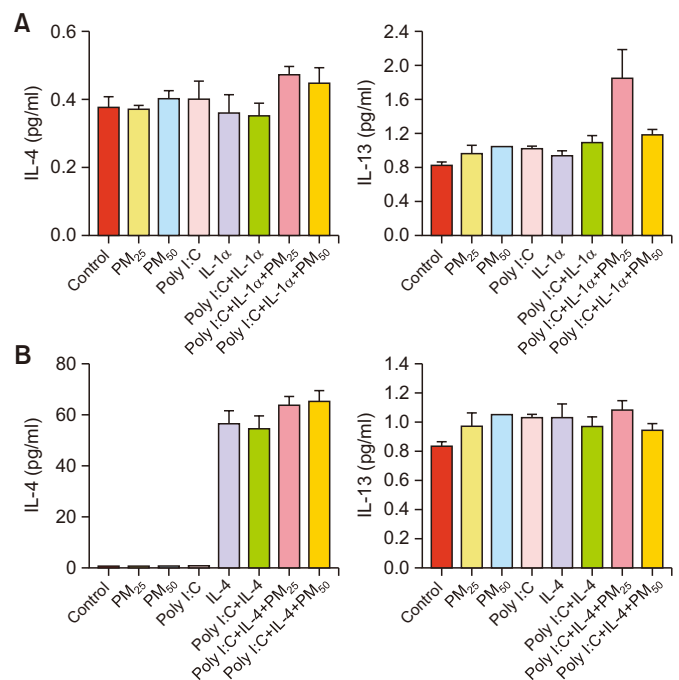 A
IL-4 (pg/ml)
0.6
0.4
0.2
0.0
Control
PM25
PM50
Poly I:C
IL-1α
Poly I:C+IL-1α
Poly I:C+IL-1α+PM25
Poly I:C+IL-1α+PM50
IL-13 (pg/ml)
2.4
2.0
1.6
1.2
0.8
0.4
0.0
Control
PM25
PM50
Poly I:C
IL-1α
Poly I:C+IL-1α
Poly I:C+IL-1α+PM25
Poly I:C+IL-1α+PM50
B
IL-4 (pg/ml)
80
60
40
20
0
Control
PM25
PM50
Poly I:C
IL-4
Poly I:C+IL-4
Poly I:C+IL-4+PM25
Poly I:C+IL-4+PM50
IL-13 (pg/ml)
1.4
1.2
1.0
0.8
0.6
0.4
0.2
0.0
Control
PM25
PM50
Poly I:C
IL-4
Poly I:C+IL-4
Poly I:C+IL-4+PM25
Poly I:C+IL-4+PM50